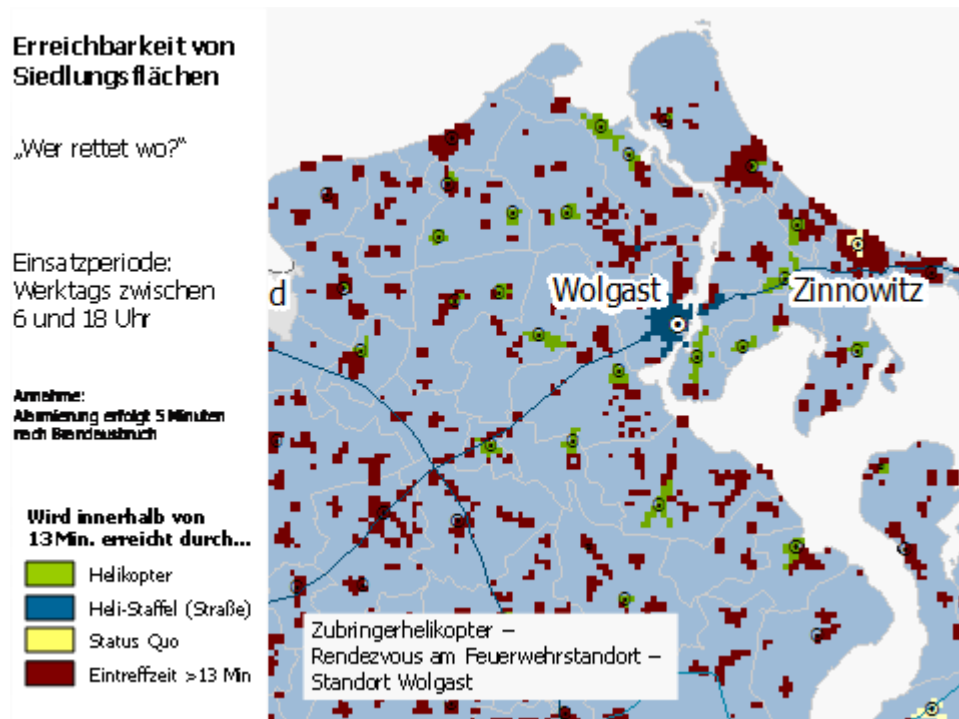 Erreichbarkeit von
Siedlungsflächen
„Wer rettet wo?"
Einsatzperiode:
Werktags zwischen
6 und 18 Uhr
Annahme:
Alarmierung erfolgt 5 Minuten
nach Brandausbruch
Wird innerhalb von
13 Min. erreicht durch...
Helikopter
Heli-Staffel (Straße)
Status Quo
Eintreffzeit >13 Min
d
Wolgast
Zinnowitz
Zubringerhelikopter –
Rendezvous am Feuerwehrstandort –
Standort Wolgast